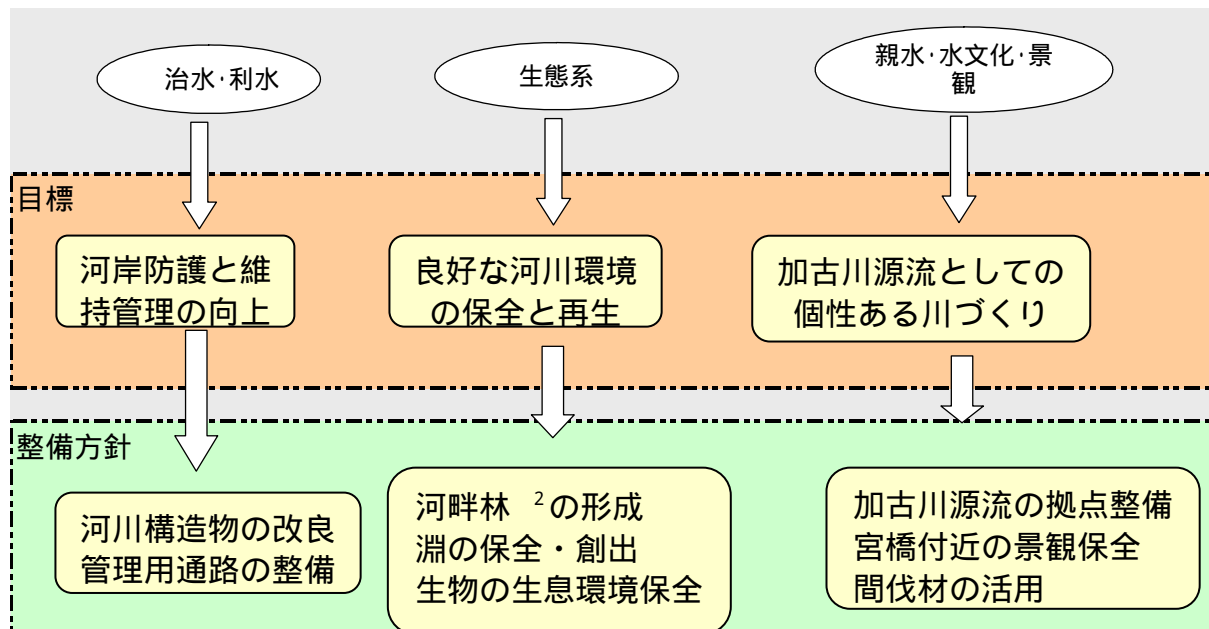 治水・利水
生態系
親水・水文化・景
観
目標
河岸防護と維
持管理の向上
良好な河川環境
の保全と再生
加古川源流としての
個性ある川づくり
整備方針
河川構造物の改良
管理用通路の整備
河畔林 2の形成
淵の保全・創出
生物の生息環境保全
加古川源流の拠点整備
宮橋付近の景観保全
間伐材の活用